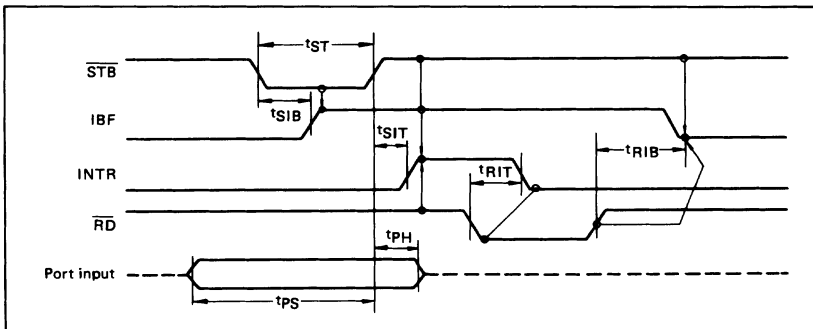 tST
STB
tSIB
IBF
tSIT
tRIB
INTR
tRIT
RD
tPH
Port input
tPS